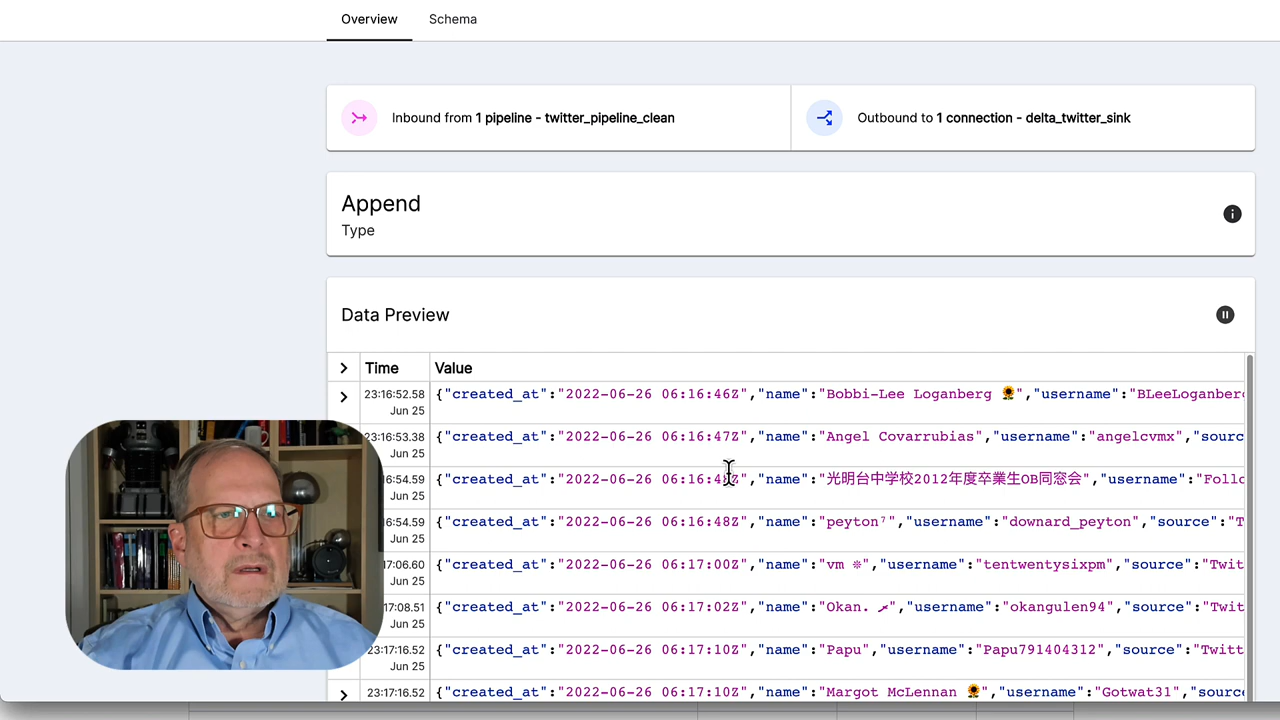 Overview Schema
Inbound from 1 pipeline - twitter_pipeline_clean Outbound to 1 connection - delta_twitter_sink
Append
Type
Data Preview
Time Value
23:16:52.58 {"created_at":"2022-06-26 06:16:46Z","name":"Bobbi-Lee Loganberg 🌻","username":"BLeeLoganberg
Jun 25
23:16:53.38 {"created_at":"2022-06-26 06:16:47Z","name":"Angel Covarrubias","username":"angelcvmx","sourc
Jun 25
16:54.59 {"created_at":"2022-06-26 06:16:48Z","name":"光明台中学校2012年度卒業生OB同窓会","username":"Follo
Jun 25
16:54.59 {"created_at":"2022-06-26 06:16:48Z","name":"peyton⁷","username":"downard_peyton","source":"T
Jun 25
17:06.60 {"created_at":"2022-06-26 06:17:00Z","name":"vm ※","username":"tentwentysixpm","source":"Twit
Jun 25
17:08.51 {"created_at":"2022-06-26 06:17:02Z","name":"Okan. ","username":"okangulen94","source":"Twit
Jun 25
23:17:16.52 {"created_at":"2022-06-26 06:17:10Z","name":"Papu","username":"Papu791404312","source":"Twitt
Jun 25
23:17:16.52 {"created_at":"2022-06-26 06:17:10Z","name":"Margot McLennan 🌻","username":"Gotwat31","source